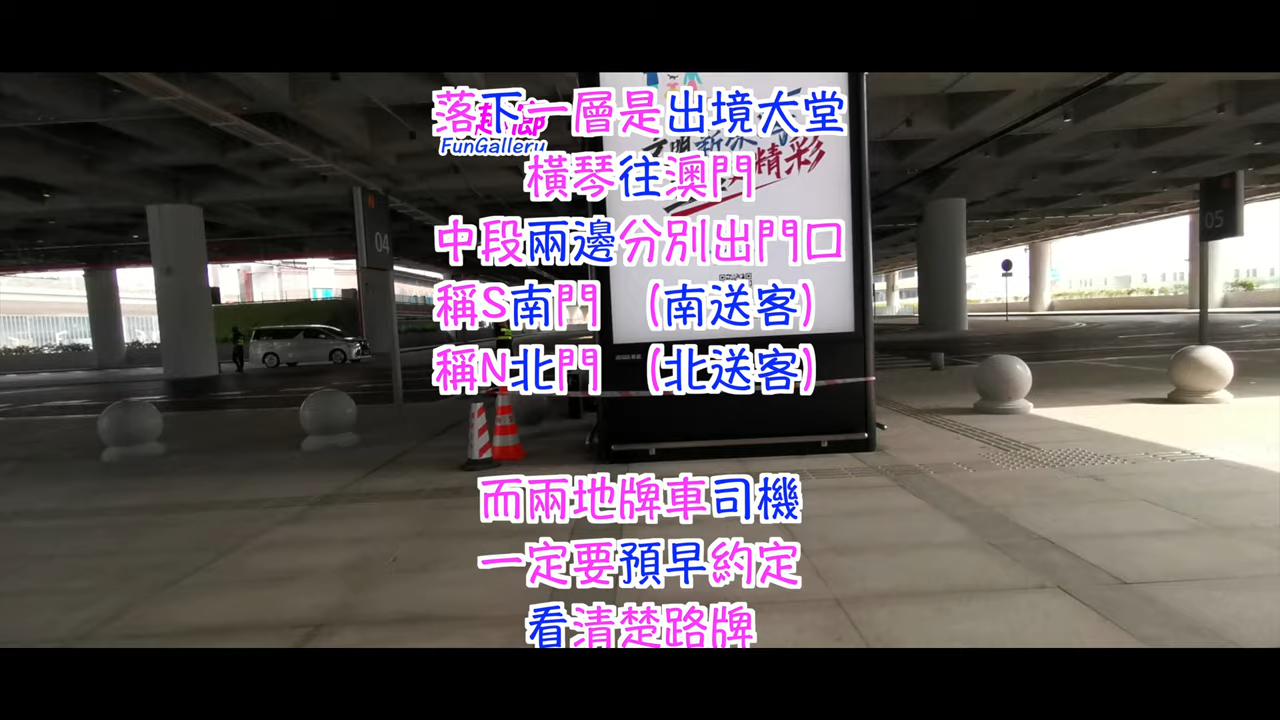 落下一層是出境大堂
FunGallery
橫琴往澳門
精彩
中段兩邊分別出門口
04
05
稱S南門 (南送客)
稱N北門 (北送客)
而兩地牌車司機
一定要預早約定
看清楚路牌